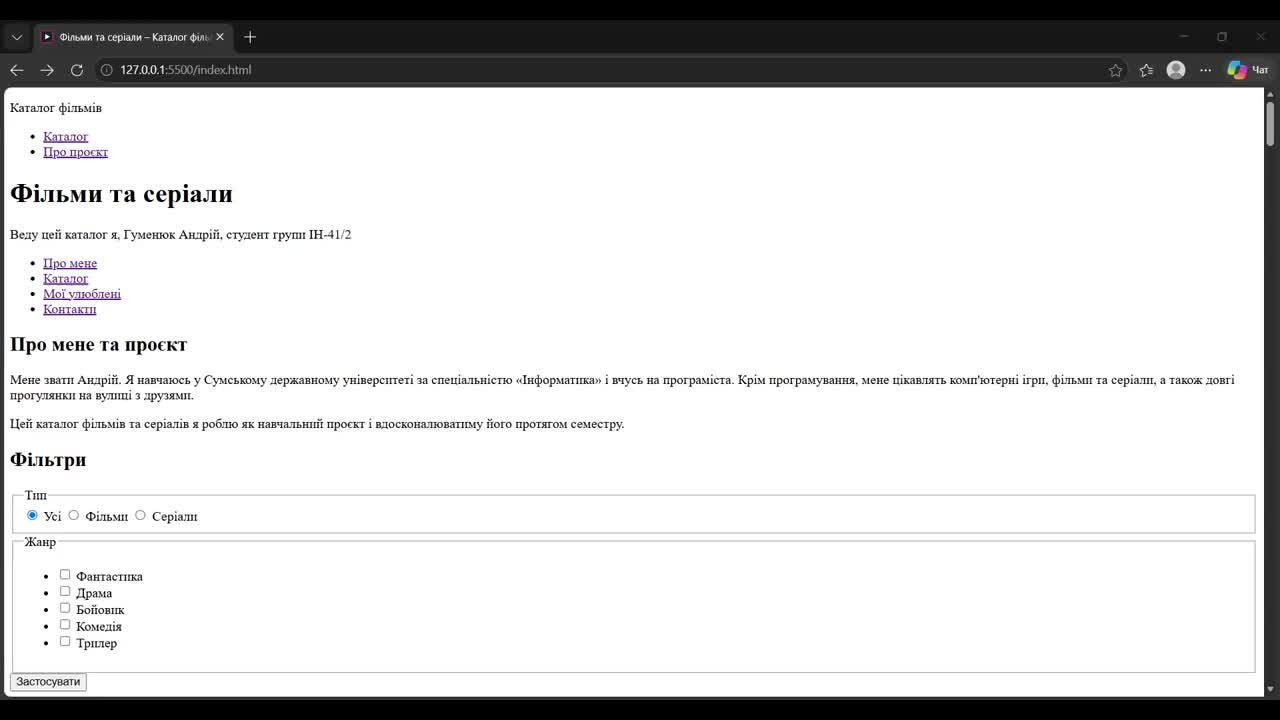 Фільми та серіали – Каталог філь
127.0.0.1:5500/index.html
Чат
Каталог фільмів
Каталог
Про проєкт
Фільми та серіали
Веду цей каталог я, Гуменюк Андрій, студент групи ІН-41/2
Про мене
Каталог
Мої улюблені
Контакти
Про мене та проєкт
Мене звати Андрій. Я навчаюсь у Сумському державному університеті за спеціальністю «Інформатика» і вчусь на програміста. Крім програмування, мене цікавлять комп'ютерні ігри, фільми та серіали, а також довгі
прогулянки на вулиці з друзями.
Цей каталог фільмів та серіалів я роблю як навчальний проєкт і вдосконалюватиму його протягом семестру.
Фільтри
Тип
Усі Фільми Серіали
Жанр
Фантастика
Драма
Бойовик
Комедія
Трилер
Застосувати